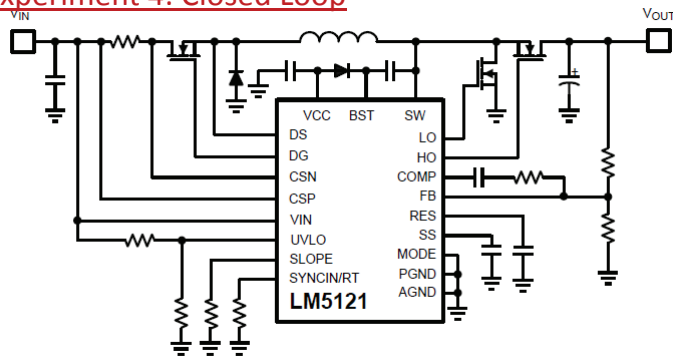 Experiment 4: Closed Loop
VIN
VOUT
VCC BST SW
DS
DG
CSN
CSP
VIN
UVLO
SLOPE
SYNCIN/RT
LM5121
LO
HO
COMP
FB
RES
SS
MODE
PGND
AGND
+